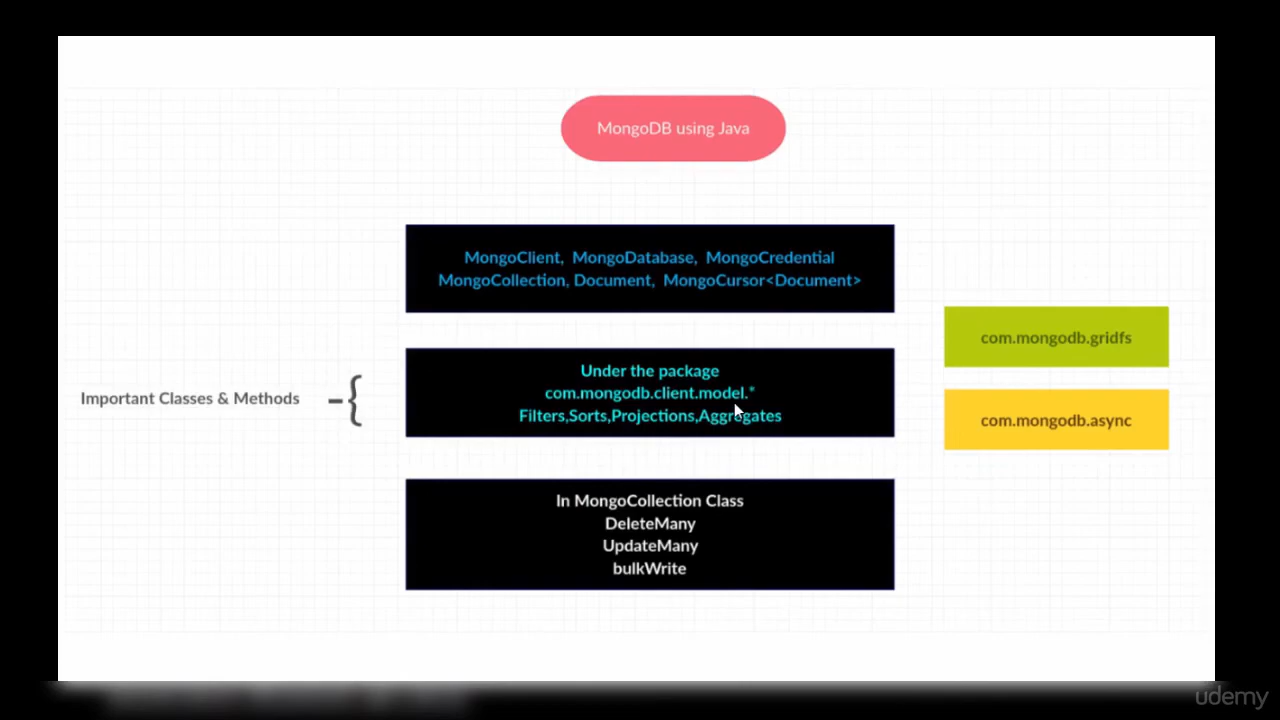 MongoDB using Java
MongoClient, MongoDatabase, MongoCredential
MongoCollection, Document, MongoCursor<Document>
com.mongodb.gridfs
Under the package
com.mongodb.client.model.*
Filters,Sorts,Projections,Aggregates
Important Classes & Methods
com.mongodb.async
In MongoCollection Class
DeleteMany
UpdateMany
bulkWrite
udemy